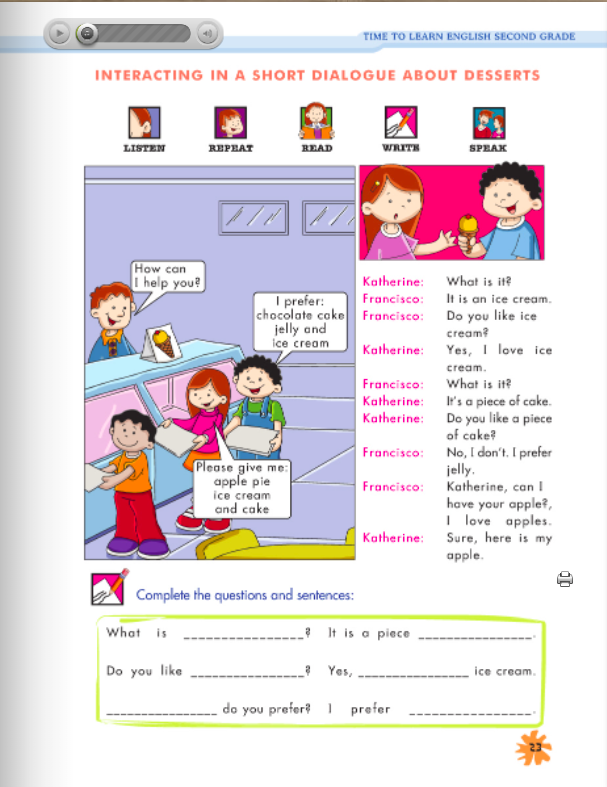 TIME TO LEARN ENGLISH SECOND GRADE
INTERACTING IN A SHORT DIALOGUE ABOUT DESSERTS
LISTEN REPEAT READ WRITE SPEAK
How can
I help you?
I prefer:
chocolate cake
jelly and
ice cream
Please give me:
apple pie
ice cream
and cake
Katherine: What is it?
Francisco: It is an ice cream.
Francisco: Do you like ice
cream?
Katherine: Yes, I love ice
cream.
Francisco: What is it?
Katherine: It's a piece of cake.
Katherine: Do you like a piece
of cake?
Francisco: No, I don't. I prefer
jelly.
Francisco: Katherine, can I
have your apple?,
I love apples.
Katherine: Sure, here is my
apple.
Complete the questions and sentences:
What is ________________? It is a piece _______________.
Do you like _______________? Yes, _______________ ice cream.
_______________ do you prefer? I prefer ________________.
23